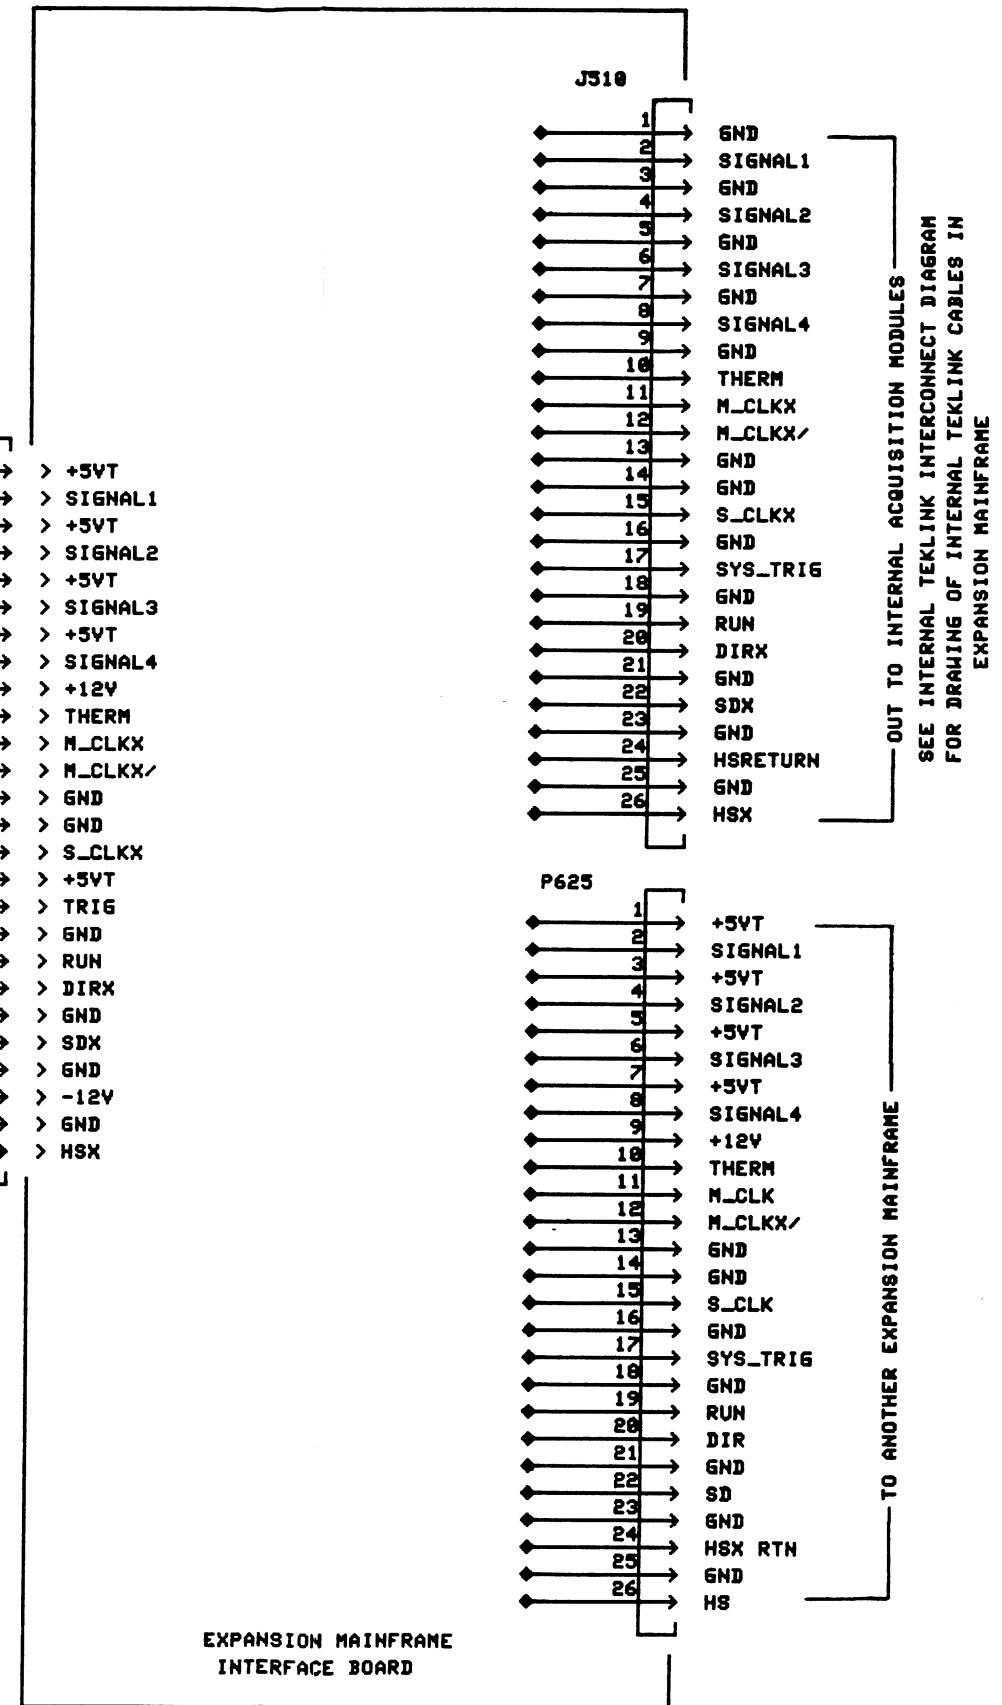 J510
1 GND
2 SIGNAL1
3 GND
4 SIGNAL2
5 GND
6 SIGNAL3
7 GND
8 SIGNAL4
9 GND
10 THERM
11 M_CLKX
12 M_CLKX/
13 GND
14 GND
15 S_CLKX
16 GND
17 SYS_TRIG
18 GND
19 RUN
20 DIRX
21 GND
22 SDX
23 GND
24 HSRETURN
25 GND
26 HSX
OUT TO INTERNAL ACQUISITION MODULES
SEE INTERNAL TEKLINK INTERCONNECT DIAGRAM
FOR DRAWING OF INTERNAL TEKLINK CABLES IN
EXPANSION MAINFRAME
> +5VT
> SIGNAL1
> +5VT
> SIGNAL2
> +5VT
> SIGNAL3
> +5VT
> SIGNAL4
> +12V
> THERM
> M_CLKX
> M_CLKX/
> GND
> GND
> S_CLKX
> +5VT
> TRIG
> GND
> RUN
> DIRX
> GND
> SDX
> GND
> -12V
> GND
> HSX
P625
1 +5VT
2 SIGNAL1
3 +5VT
4 SIGNAL2
5 +5VT
6 SIGNAL3
7 +5VT
8 SIGNAL4
9 +12V
10 THERM
11 M_CLK
12 M_CLKX/
13 GND
14 GND
15 S_CLK
16 GND
17 SYS_TRIG
18 GND
19 RUN
20 DIR
21 GND
22 SD
23 GND
24 HSX RTN
25 GND
26 HS
TO ANOTHER EXPANSION MAINFRAME
EXPANSION MAINFRAME
INTERFACE BOARD